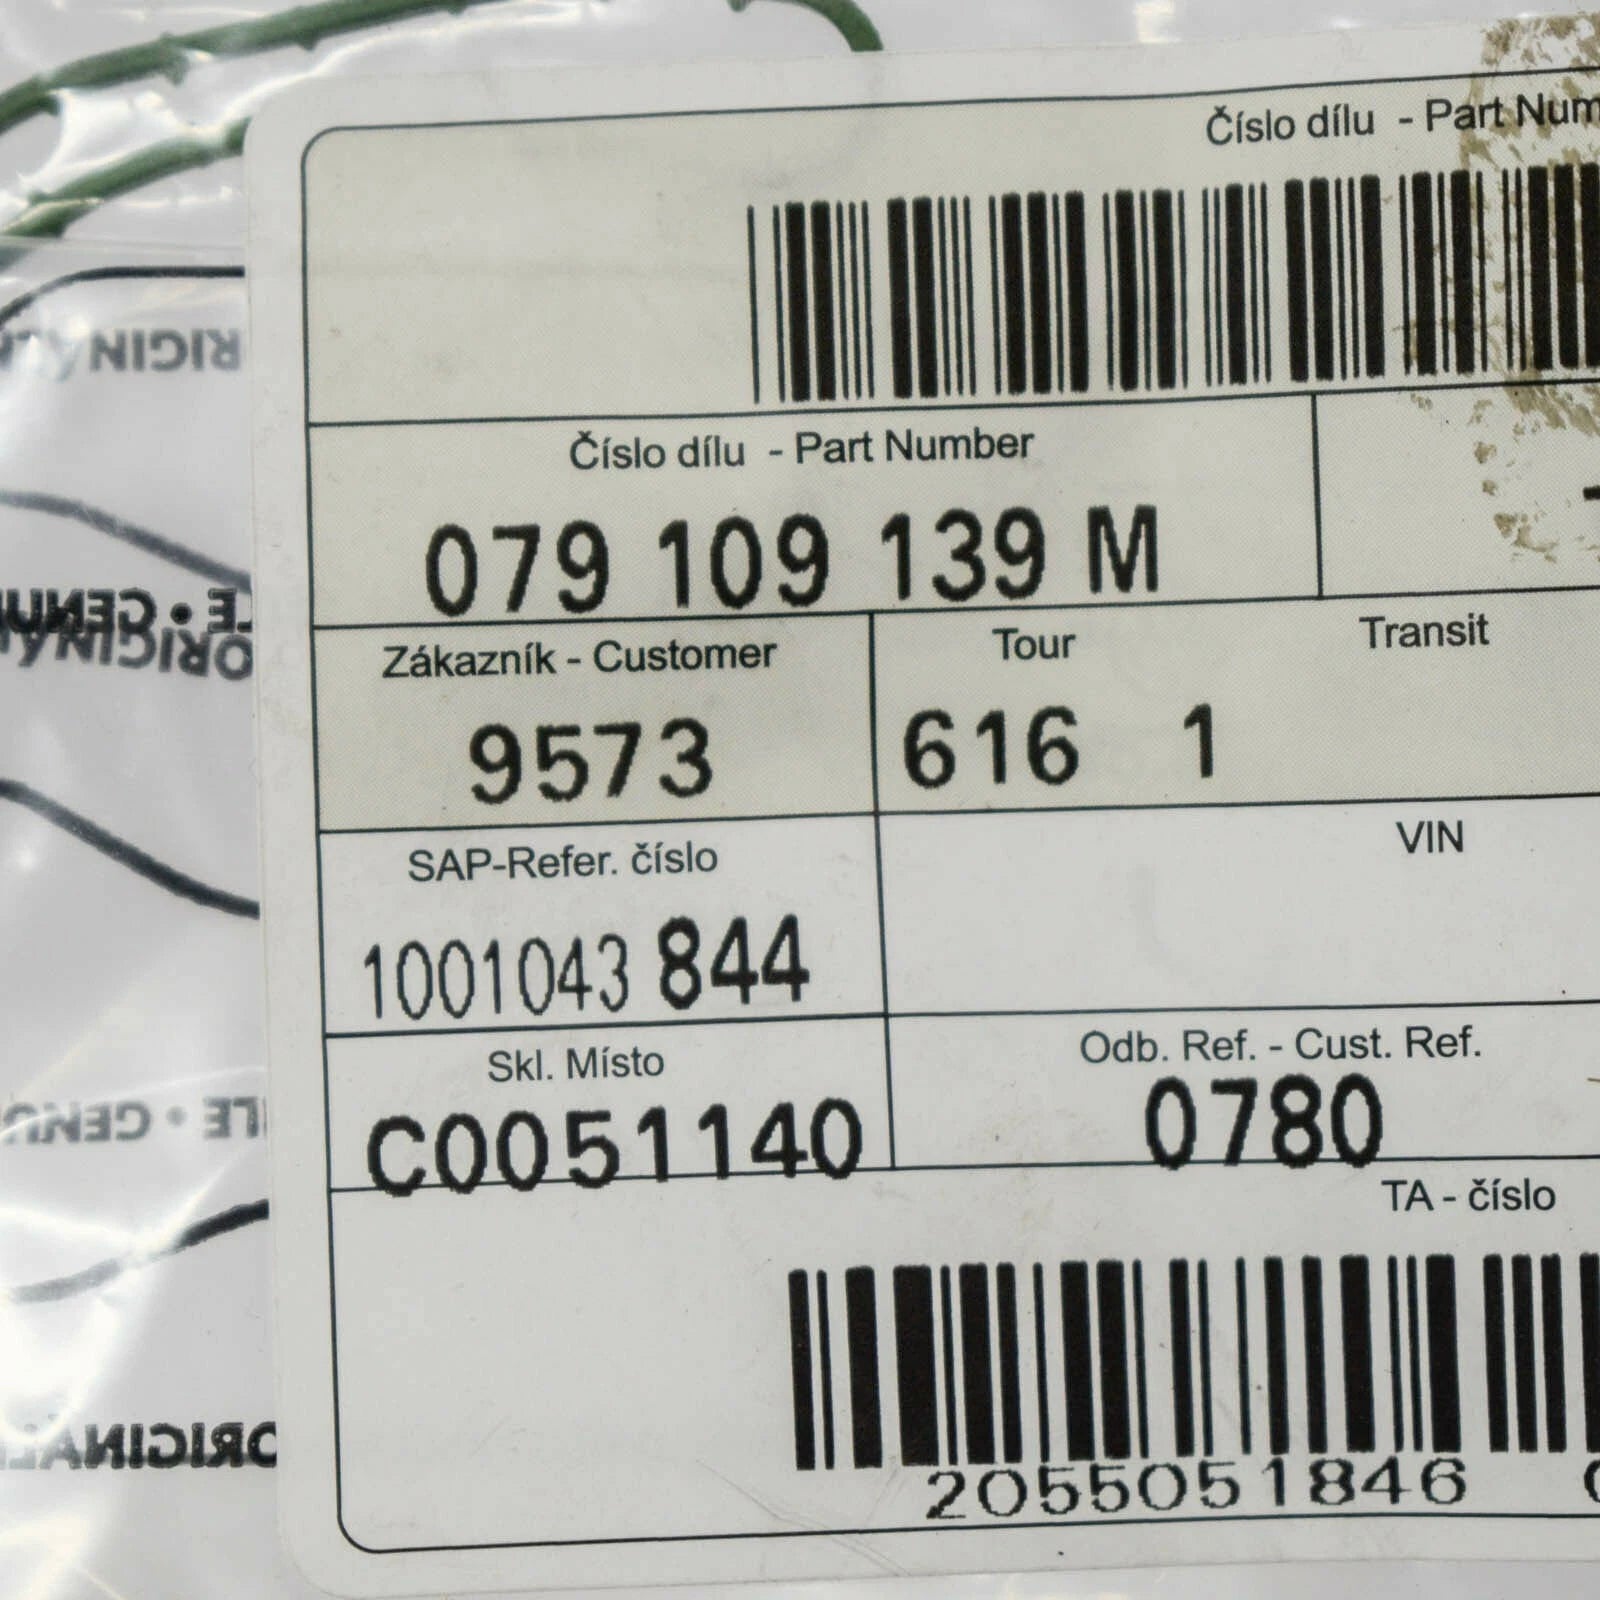 Číslo dílu - Part Num
Číslo dílu - Part Number
079 109 139 M
Zákazník - Customer
Tour
Transit
9573
616 1
SAP-Refer. číslo
VIN
1001043 844
Skl. Místo
Odb. Ref. - Cust. Ref.
C0051140
0780
TA - číslo
2055051846